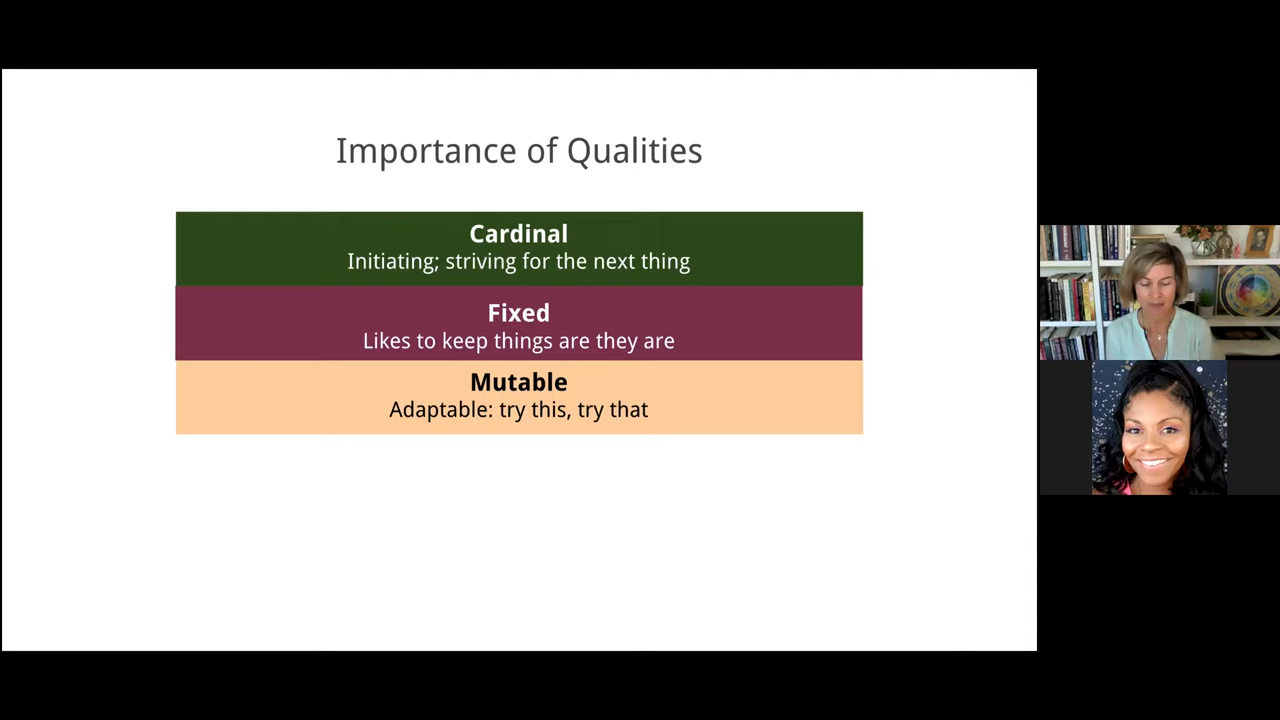 Importance of Qualities
Cardinal
Initiating; striving for the next thing
Fixed
Likes to keep things are they are
Mutable
Adaptable: try this, try that